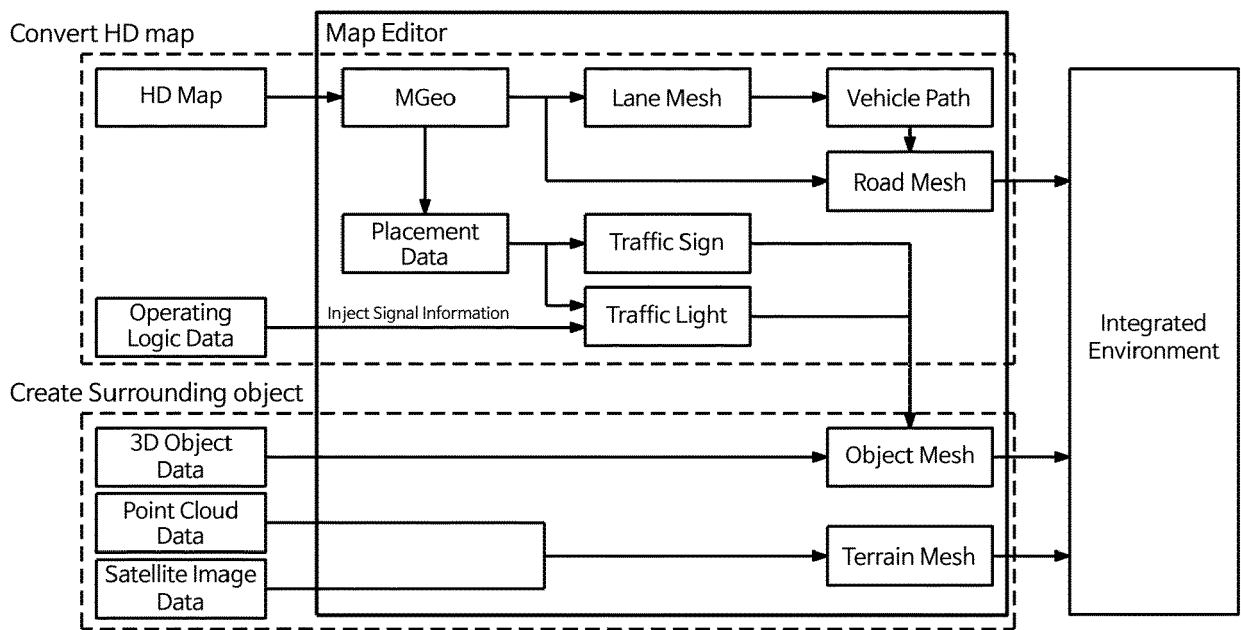 Convert HD map
Map Editor
HD Map
MGeo
Lane Mesh
Vehicle Path
Road Mesh
Placement
Data
Traffic Sign
Operating
Logic Data
Inject Signal Information
Traffic Light
Integrated
Environment
Create Surrounding object
3D Object
Data
Object Mesh
Point Cloud
Data
Terrain Mesh
Satellite Image
Data